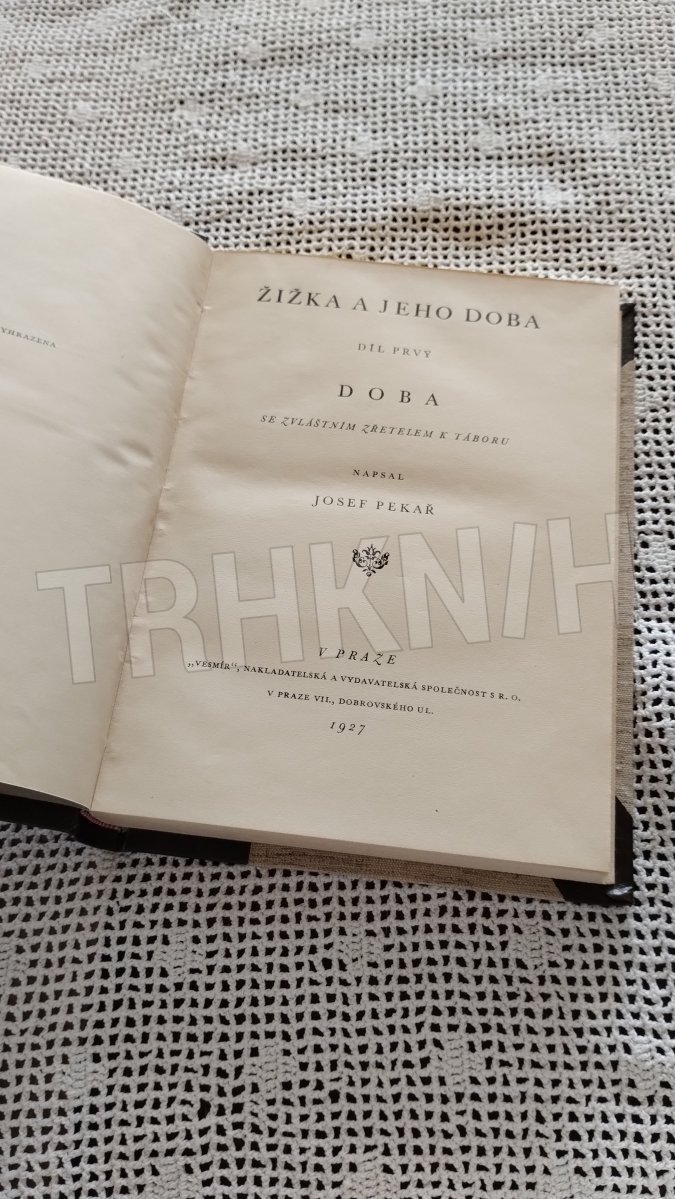 YHRAZENA
ŽIŽKA A JEHO DOBA
DÍL PRVÝ
DOBA
SE ZVLÁŠTNÍM ZŘETELEM K TÁBORU
NAPSAL
JOSEF PEKAŘ
TRHKNIH
V PRAZE
„VESMÍR“, NAKLADATELSKÁ A VYDAVATELSKÁ SPOLEČNOST S R. O.
V PRAZE VII., DOBROVSKÉHO UL.
1927